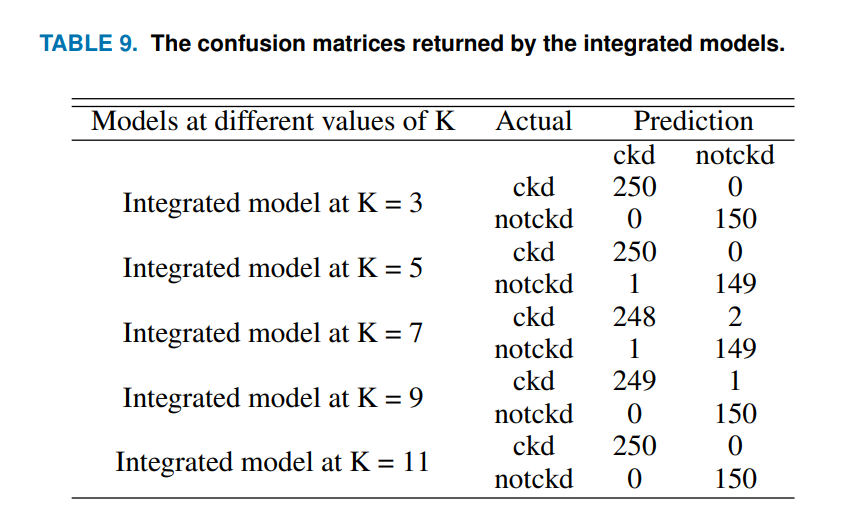 TABLE 9. The confusion matrices returned by the integrated models.
Models at different values of K Actual Prediction
ckd notckd
Integrated model at K = 3 ckd 250 0
notckd 0 150
Integrated model at K = 5 ckd 250 0
notckd 1 149
Integrated model at K = 7 ckd 248 2
notckd 1 149
Integrated model at K = 9 ckd 249 1
notckd 0 150
Integrated model at K = 11 ckd 250 0
notckd 0 150